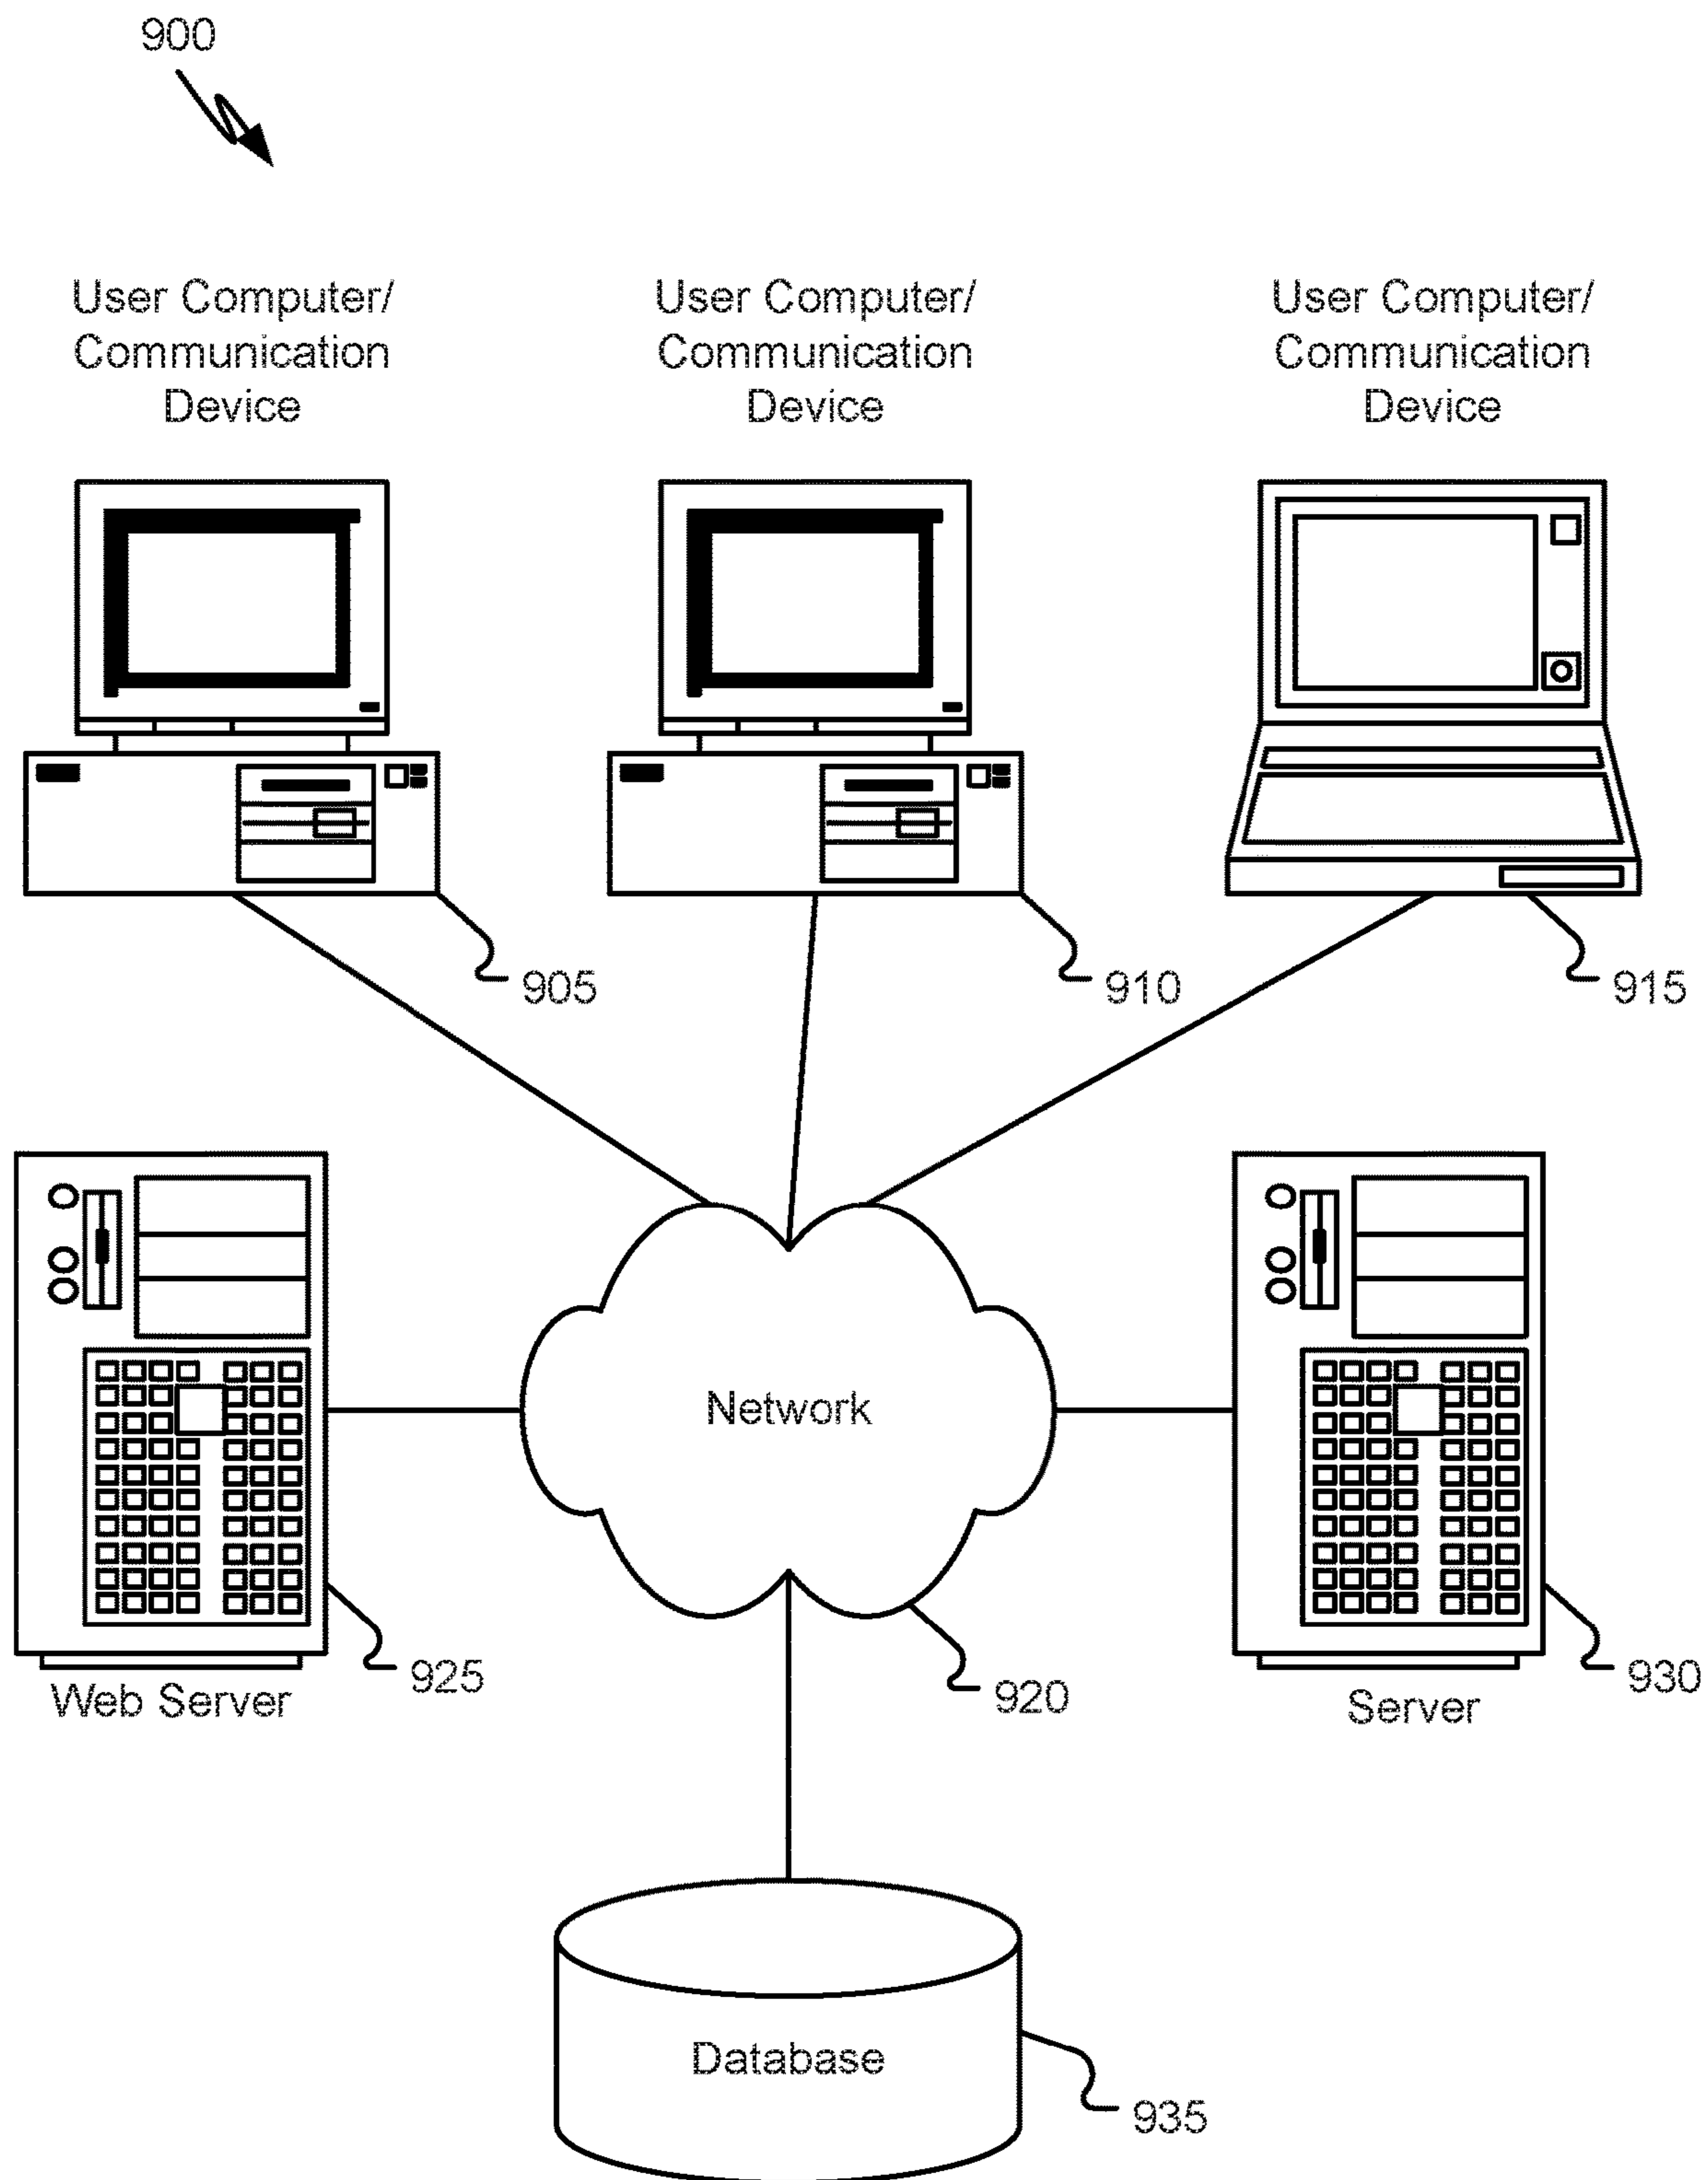 900
User Computer/ User Computer/ User Computer/
Communication Communication Communication
Device Device Device
905 910 915
Network
925 920 930
Web Server Server
Database
935